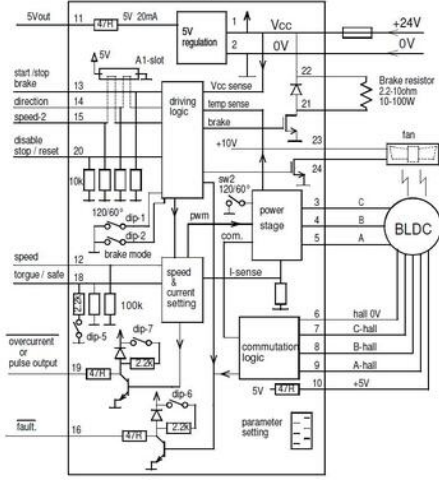 5Vout 11 47R 5V 20mA 5V regulation 1 Vcc +24V
2 0V 0V
5V A1-slot
start /stop
brake 13
direction 14
speed-2 15
driving
logic
Vcc sense
temp sense
brake
22
21
Brake resistor
2.2-10ohm
10-100W
+10V 23
fan
24
disable
stop / reset 20
10k
sw2
120/60°
120/60° dip-1
dip-2
brake mode
pwm
com.
power
stage
3 C
4 B
5 A
BLDC
speed 12
torgue / safe 18
speed
&
current
setting
I-sense
2.2k
dip-5
100k
commutation
logic
6 hall 0V
7 C-hall
8 B-hall
9 A-hall
5V 47R 10 +5V
overcurrent
or
pulse output
19 47R
dip-7
2.2k
fault. 16 47R
dip-6
2.2k
parameter
setting